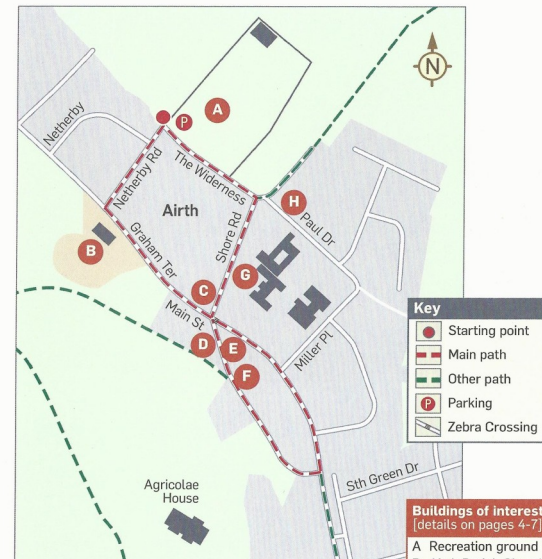 N
A
P
Netherby
Netherby Rd
The Widerness
Airth
H
Paul Dr
Shore Rd
B
Graham Ter
G
C
Main St
D
E
F
Miller Pl
Sth Green Dr
Agricolae
House
Key
Starting point
Main path
Other path
P Parking
Zebra Crossing
Buildings of interest
[details on pages 4-7]
A Recreation ground